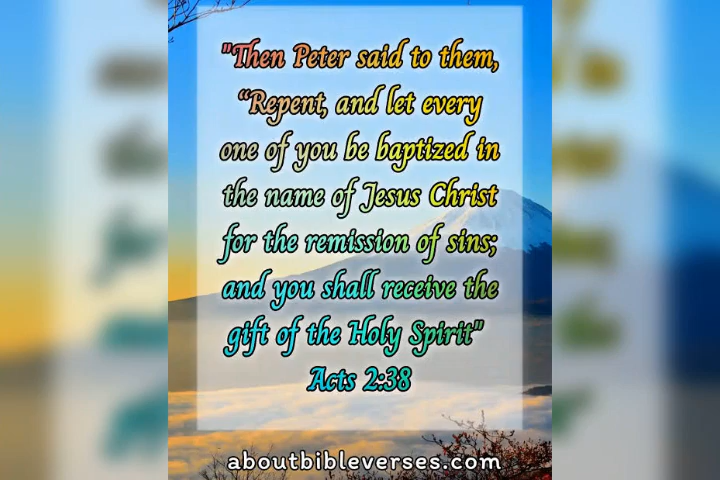 "Then Peter said to them,
“Repent, and let every
one of you be baptized in
the name of Jesus Christ
for the remission of sins;
and you shall receive the
gift of the Holy Spirit"
Acts 2:38
aboutbibleverses.com